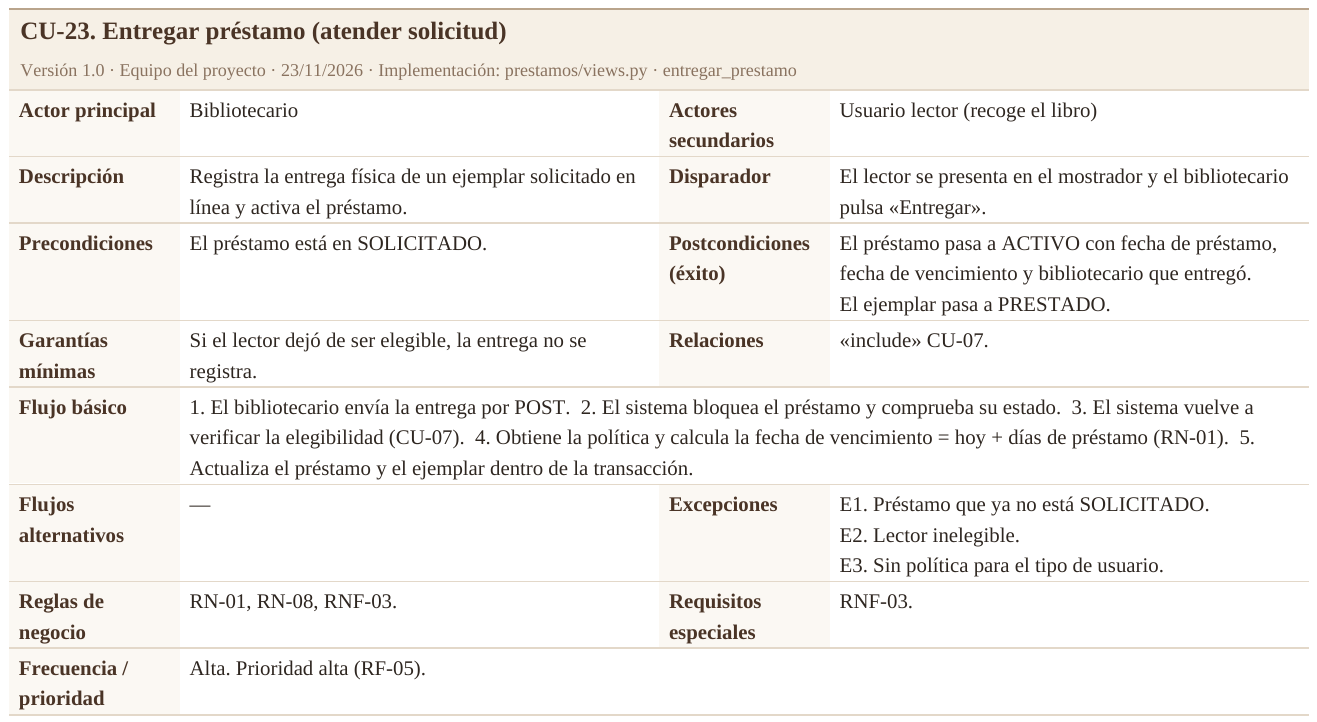 CU-23. Entregar préstamo (atender solicitud)
Versión 1.0 · Equipo del proyecto · 23/11/2026 · Implementación: prestamos/views.py · entregar_prestamo
Actor principal
Bibliotecario
Actores
secundarios
Usuario lector (recoge el libro)
Descripción
Registra la entrega física de un ejemplar solicitado en
línea y activa el préstamo.
Disparador
El lector se presenta en el mostrador y el bibliotecario
pulsa «Entregar».
Precondiciones
El préstamo está en SOLICITADO.
Postcondiciones
(éxito)
El préstamo pasa a ACTIVO con fecha de préstamo,
fecha de vencimiento y bibliotecario que entregó.
El ejemplar pasa a PRESTADO.
Garantías
mínimas
Si el lector dejó de ser elegible, la entrega no se
registra.
Relaciones
«include» CU-07.
Flujo básico
1. El bibliotecario envía la entrega por POST.  2. El sistema bloquea el préstamo y comprueba su estado.  3. El sistema vuelve a
verificar la elegibilidad (CU-07).  4. Obtiene la política y calcula la fecha de vencimiento = hoy + días de préstamo (RN-01).  5.
Actualiza el préstamo y el ejemplar dentro de la transacción.
Flujos
alternativos
—
Excepciones
E1. Préstamo que ya no está SOLICITADO.
E2. Lector inelegible.
E3. Sin política para el tipo de usuario.
Reglas de
negocio
RN-01, RN-08, RNF-03.
Requisitos
especiales
RNF-03.
Frecuencia /
prioridad
Alta. Prioridad alta (RF-05).